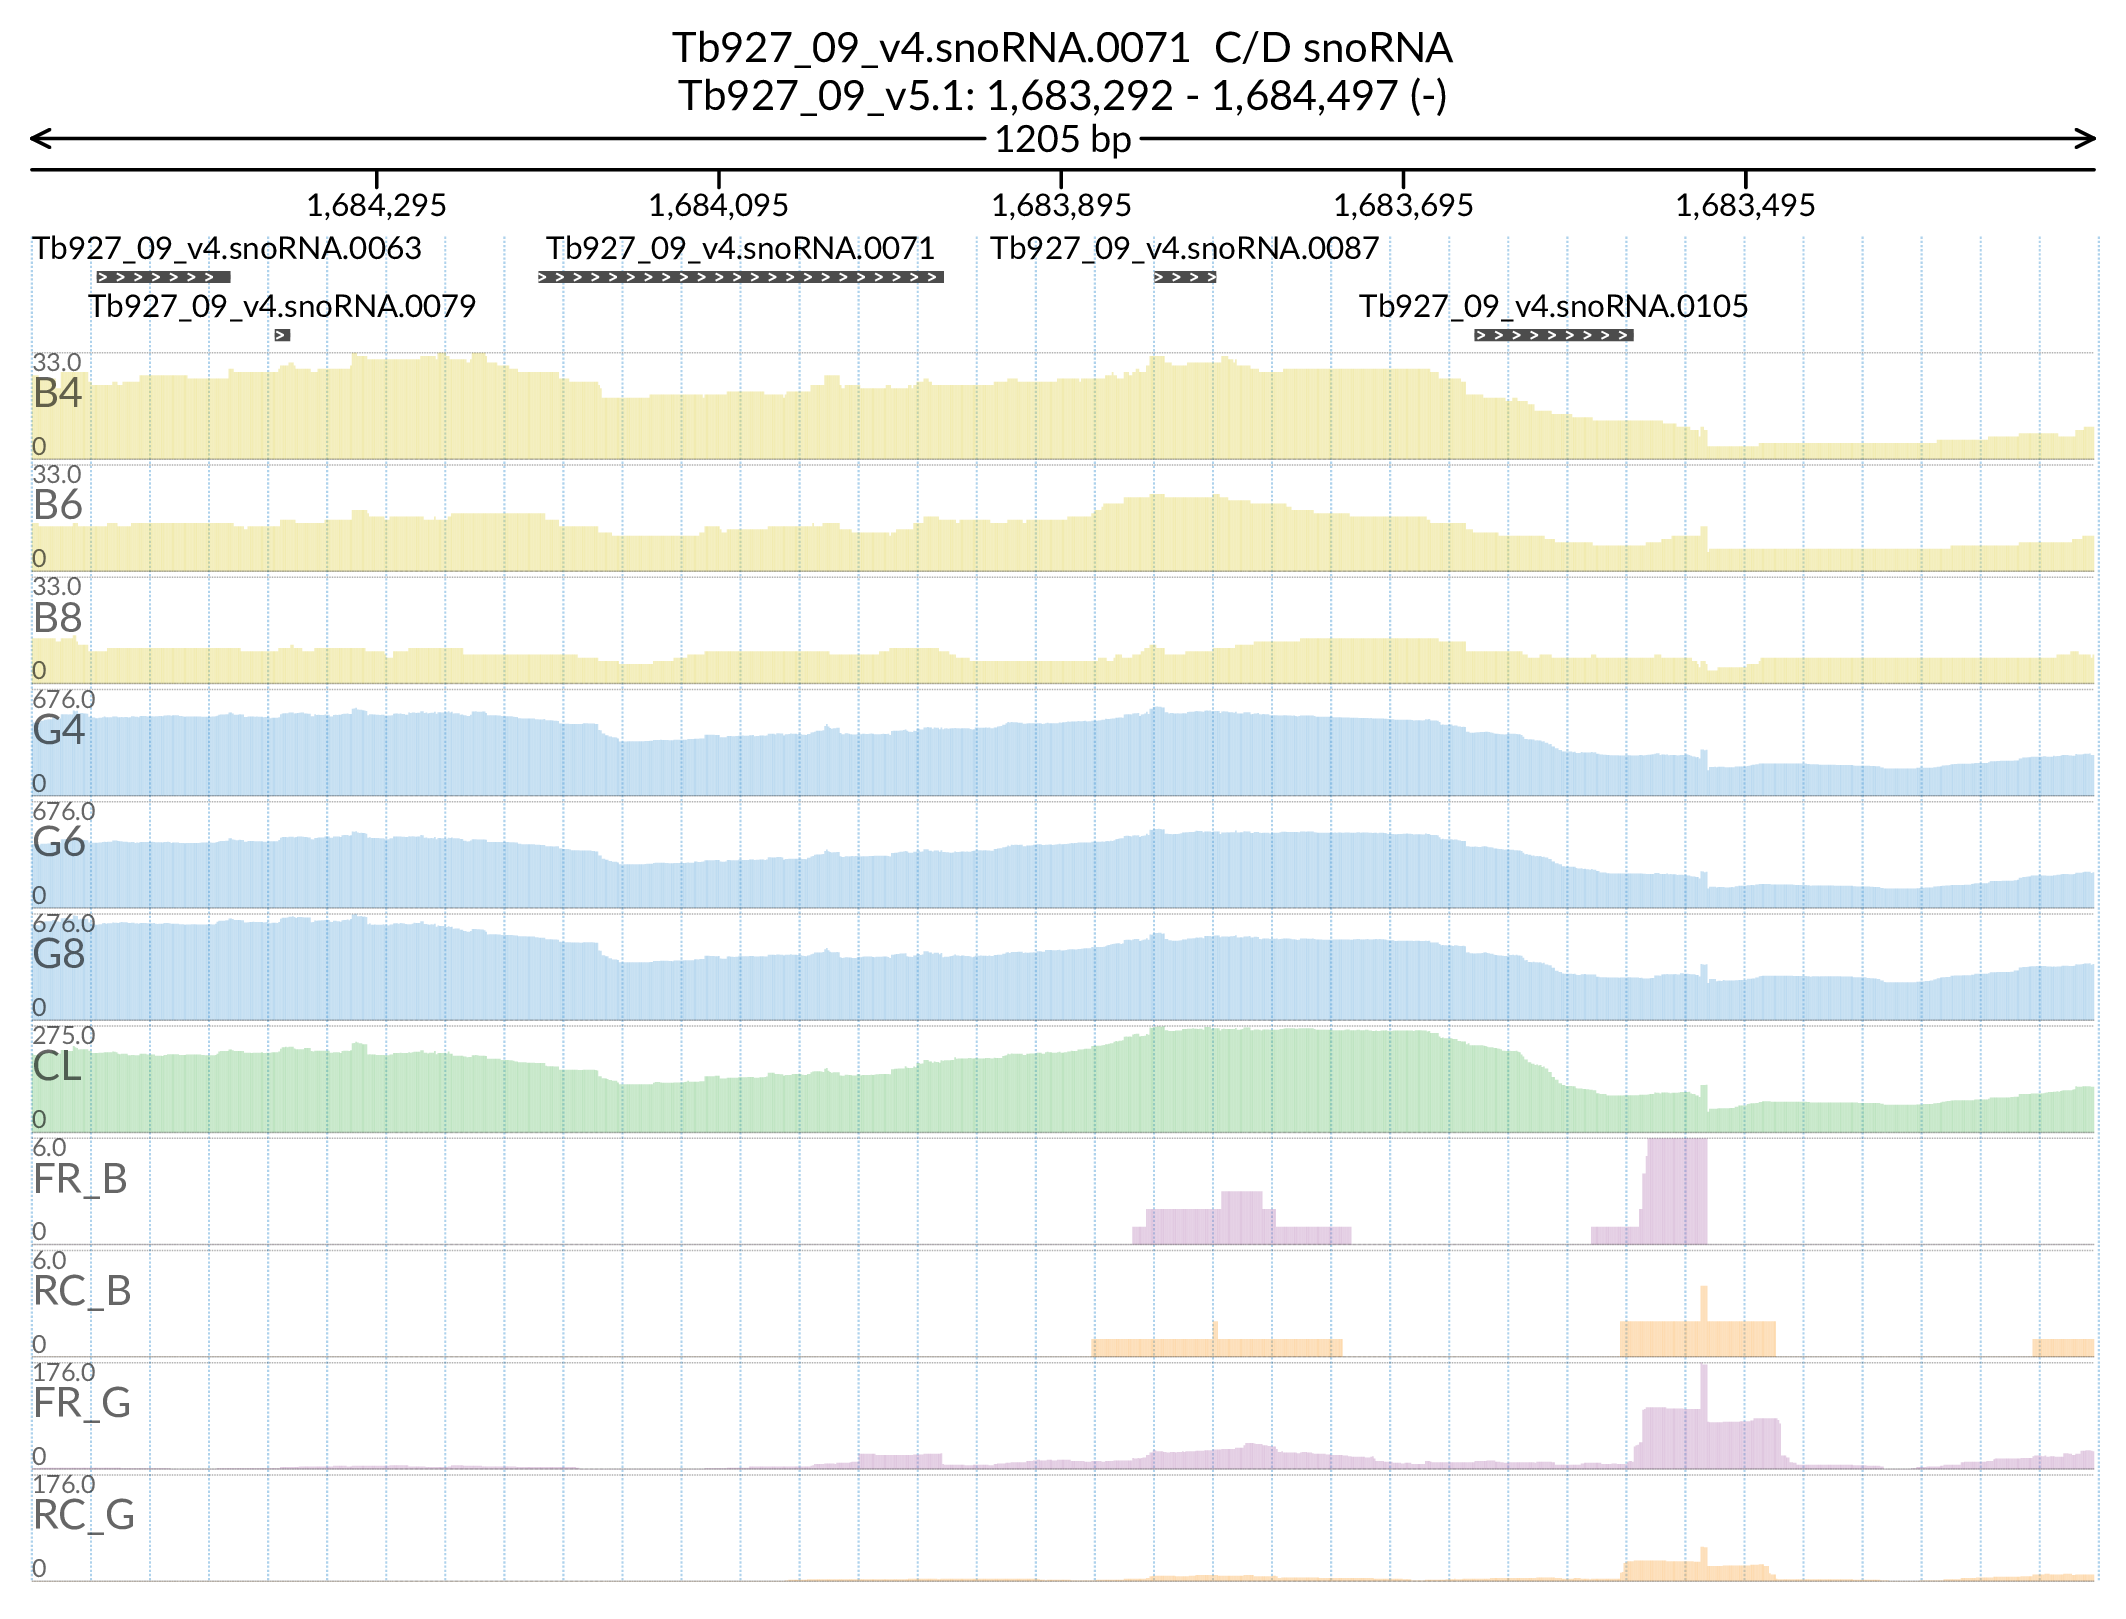 Tb927_09_v4.snoRNA.0071  C/D snoRNA
Tb927_09_v5.1: 1,683,292 - 1,684,497 (-)
1205 bp
1,684,295 1,684,095 1,683,895 1,683,695 1,683,495
Tb927_09_v4.snoRNA.0063 Tb927_09_v4.snoRNA.0071 Tb927_09_v4.snoRNA.0087
Tb927_09_v4.snoRNA.0079 Tb927_09_v4.snoRNA.0105
33.0
B4
0
33.0
B6
0
33.0
B8
0
676.0
G4
0
676.0
G6
0
676.0
G8
0
275.0
CL
0
6.0
FR_B
0
6.0
RC_B
0
176.0
FR_G
0
176.0
RC_G
0